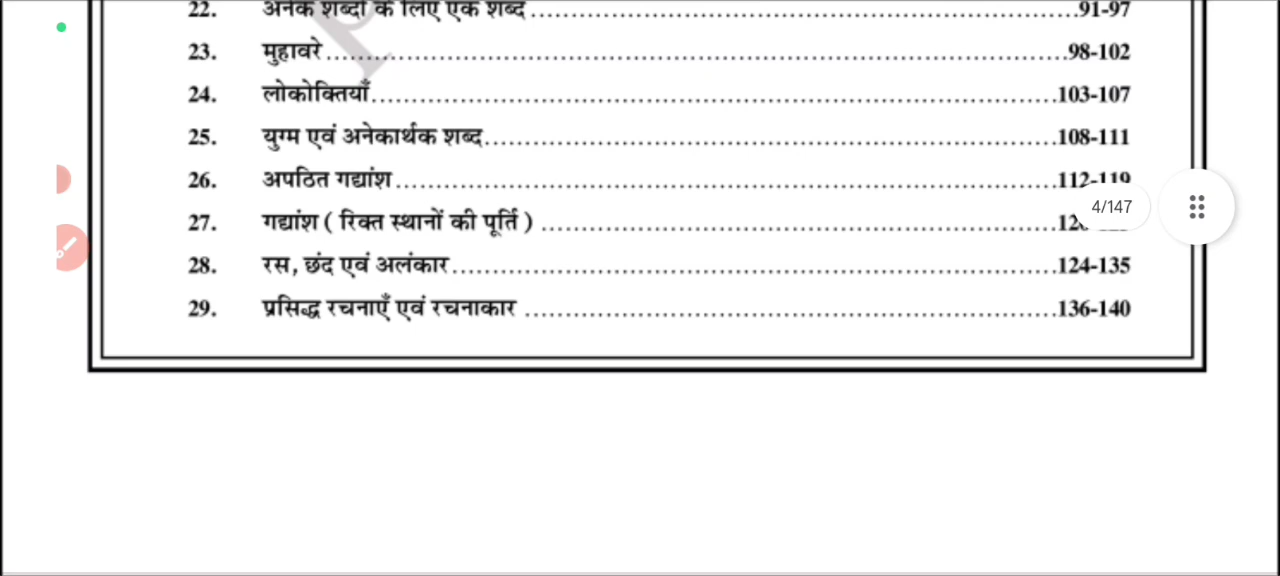 22. अनेक शब्दों के लिए एक शब्द ........ 91-97
23. मुहावरे ........ 98-102
24. लोकोक्तियाँ ........ 103-107
25. युग्म एवं अनेकार्थक शब्द ........ 108-111
26. अपठित गद्यांश ........ 112-119
4/147
27. गद्यांश ( रिक्त स्थानों की पूर्ति ) ........
28. रस, छंद एवं अलंकार ........ 124-135
29. प्रसिद्ध रचनाएँ एवं रचनाकार ........ 136-140